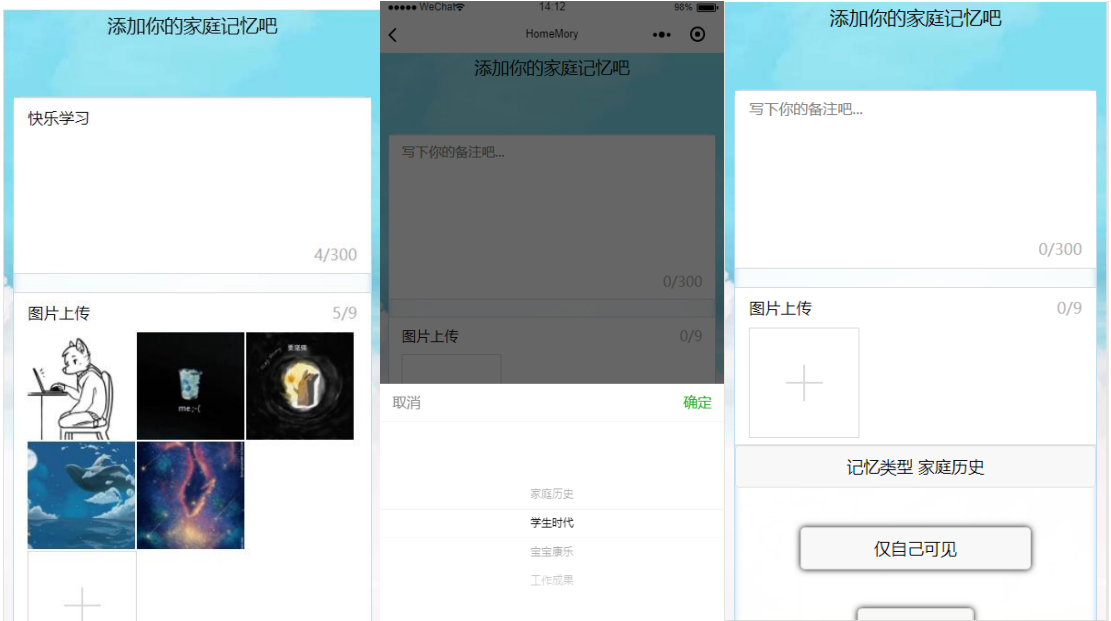 添加你的家庭记忆吧
快乐学习
4/300
图片上传 5/9
me ;-(
WeChat 14:12 98%
HomeMory
添加你的家庭记忆吧
写下你的备注吧...
0/300
图片上传 0/9
取消 确定
家庭历史
学生时代
宝宝康乐
工作成果
添加你的家庭记忆吧
写下你的备注吧...
0/300
图片上传 0/9
记忆类型 家庭历史
仅自己可见